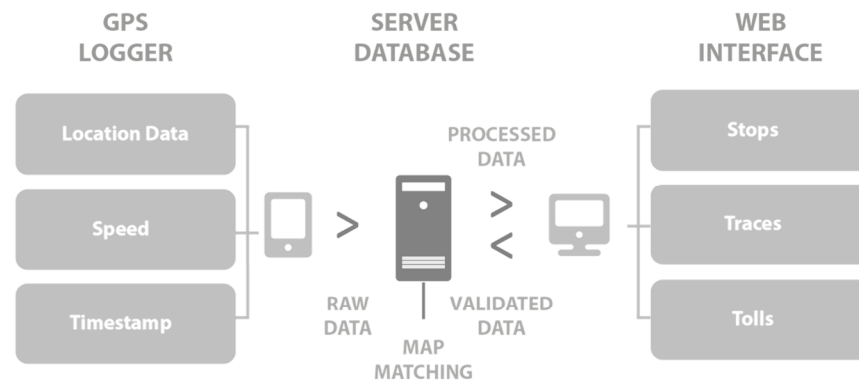 GPS
LOGGER
SERVER
DATABASE
WEB
INTERFACE
Location Data
Speed
Timestamp
>
RAW
DATA
MAP
MATCHING
PROCESSED
DATA
>
<
VALIDATED
DATA
Stops
Traces
Tolls